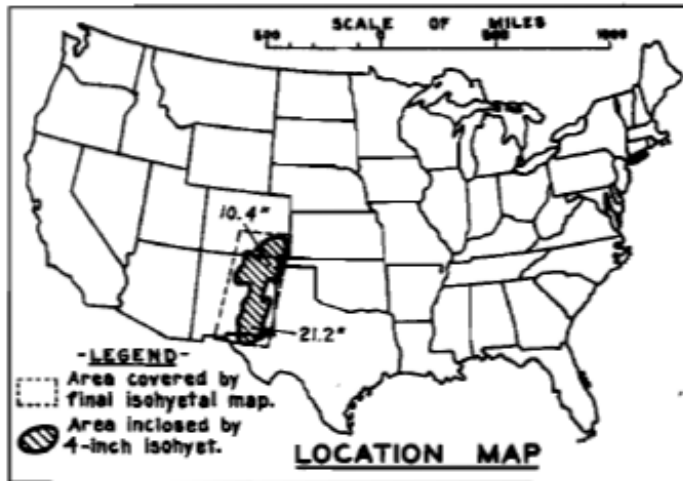 SCALE OF MILES
500 0 500 1000
10.4"
21.2"
-LEGEND-
Area covered by
final isohyetal map.
Area inclosed by
4-inch isohyet.
LOCATION MAP